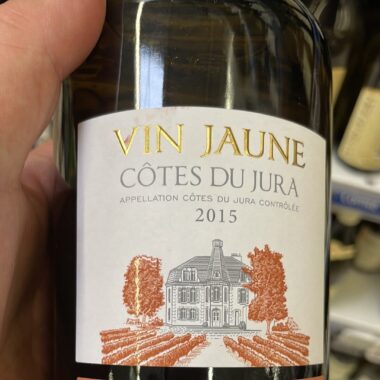 VIN JAUNE
CÔTES DU JURA
APPELLATION CÔTES DU JURA CONTRÔLÉE
2015